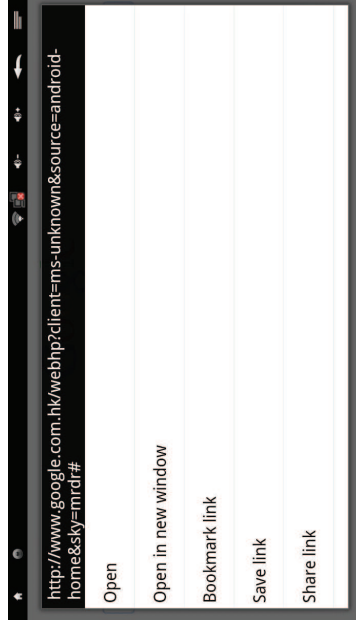 http://www.google.com.hk/webhp?client=ms-unknown&source=android-
home&sky=mrdr#
Open
Open in new window
Bookmark link
Save link
Share link